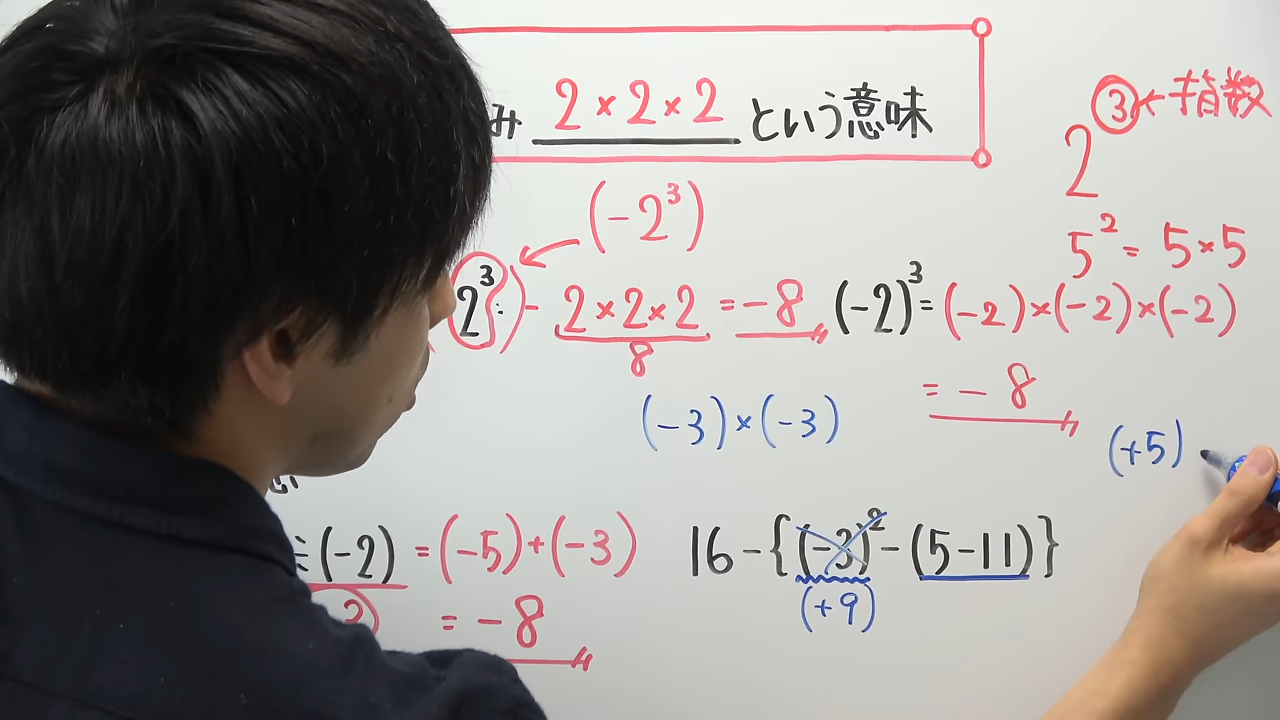 み 2×2×2 という意味
2³ ← 指数
(-2³)
5² = 5×5
2³ = - 2×2×2 = -8
8
(-2)³ = (-2)×(-2)×(-2)
= -8
(-3)×(-3)
(+5)
÷(-2) = (-5)+(-3)
= -8
16-{(-3)²-(5-11)}
(+9)